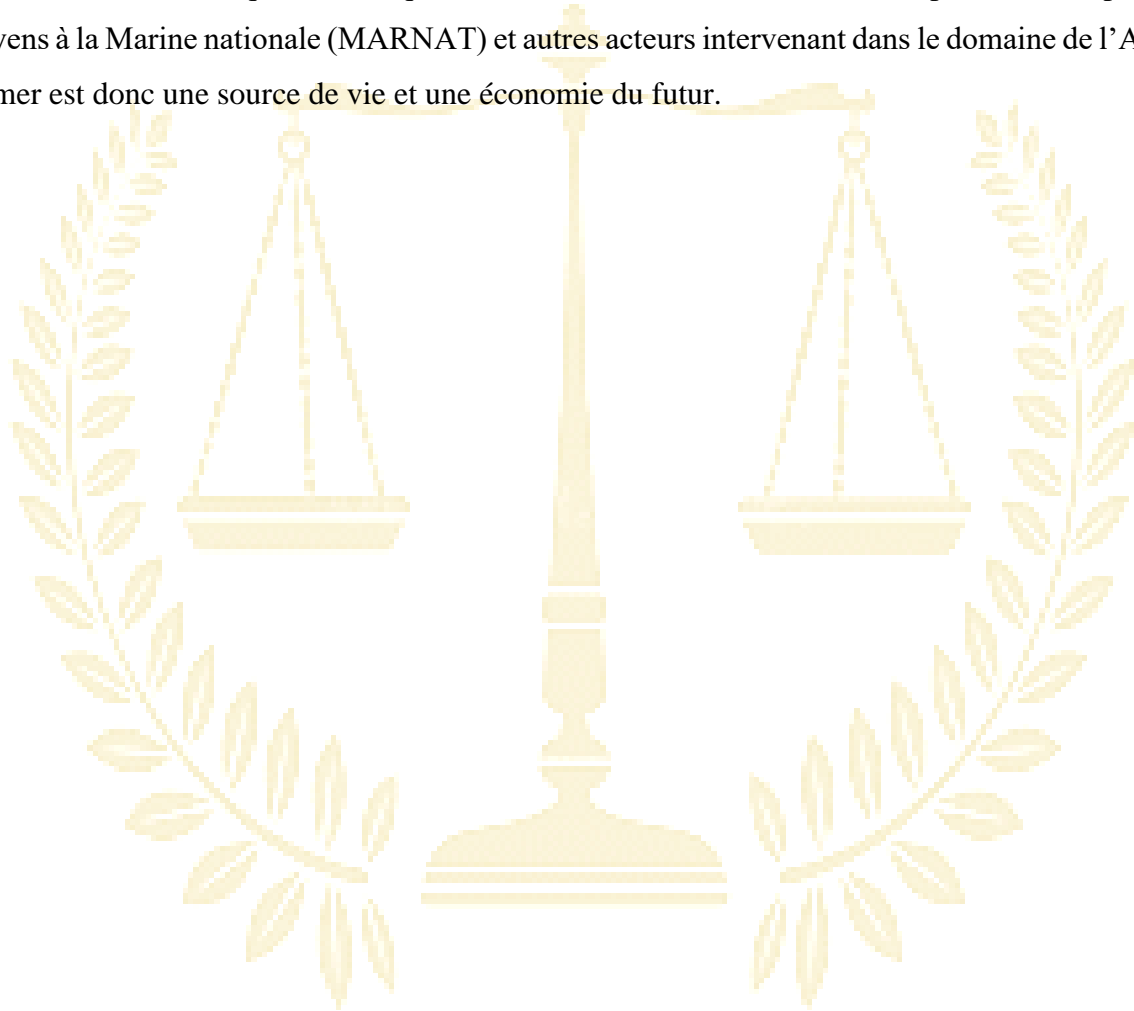 vens à la Marine nationale (MARNAT) et autres acteurs intervenant dans le domaine de l’A
mer est donc une source de vie et une économie du futur.